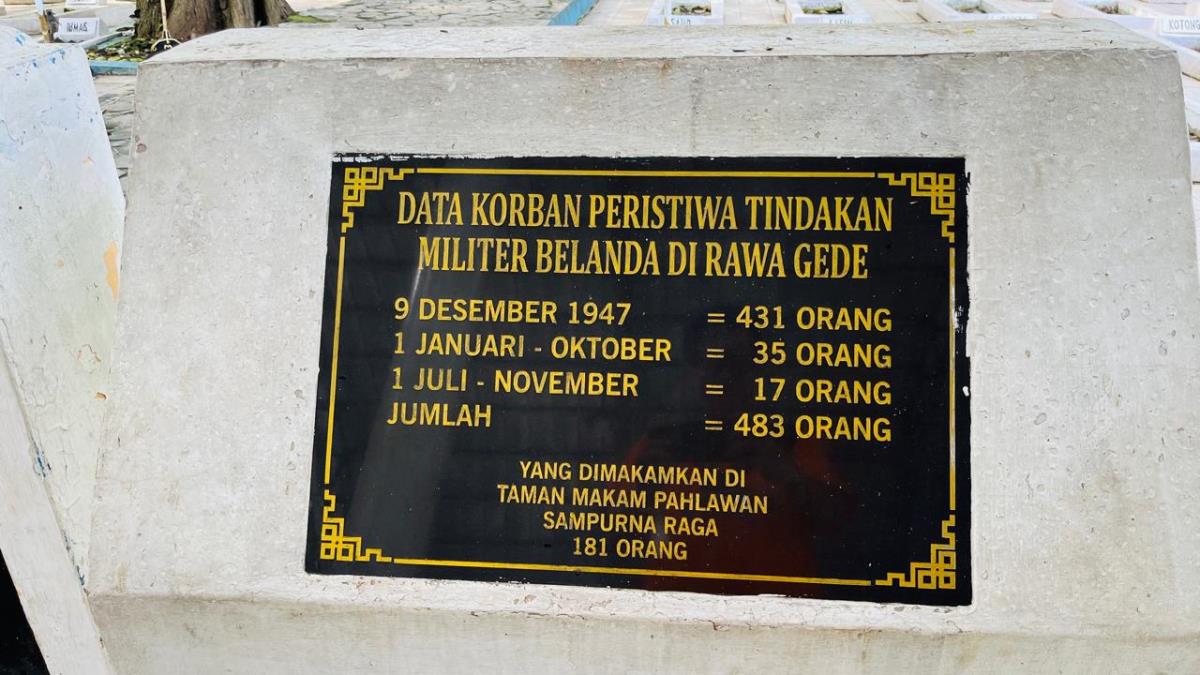 DATA KORBAN PERISTIWA TINDAKAN
MILITER BELANDA DI RAWA GEDE
9 DESEMBER 1947 = 431 ORANG
1 JANUARI - OKTOBER = 35 ORANG
1 JULI - NOVEMBER = 17 ORANG
JUMLAH = 483 ORANG
YANG DIMAKAMKAN DI
TAMAN MAKAM PAHLAWAN
SAMPURNA RAGA
181 ORANG